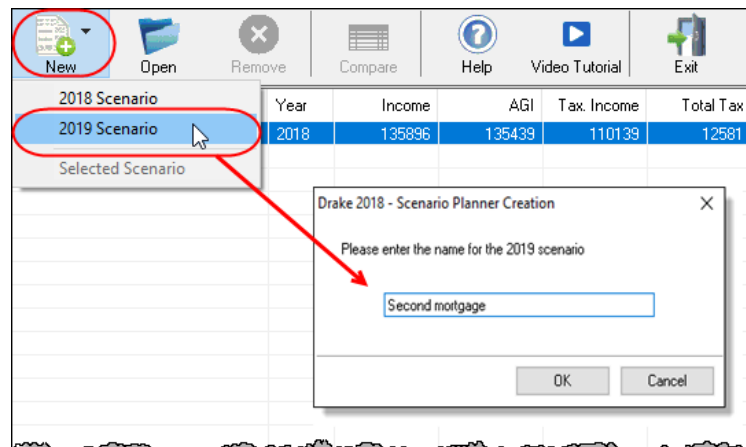 New Open Remove Compare Help Video Tutorial Exit
2018 Scenario
Year Income AGI Tax. Income Total Tax
2019 Scenario
2018 135896 135439 110139 12581
Selected Scenario
Drake 2018 - Scenario Planner Creation
Please enter the name for the 2019 scenario
Second mortgage
OK Cancel